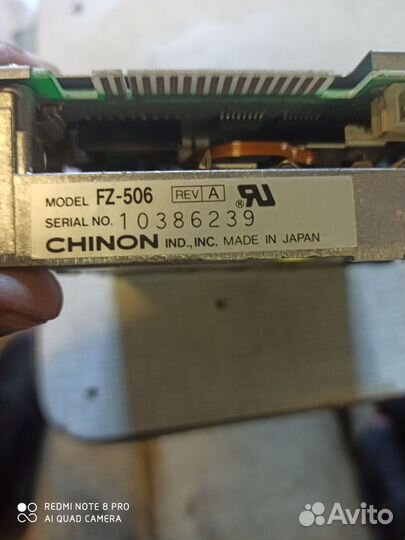 MODEL FZ-506 REV A ® RU
SERIAL NO. 10386239
CHINON IND., INC. MADE IN JAPAN
REDMI NOTE 8 PRO
AI QUAD CAMERA
Avito